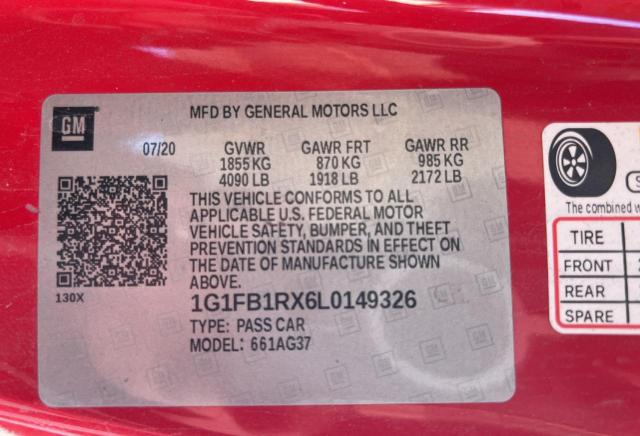 GM
MFD BY GENERAL MOTORS LLC
07/20 GVWR GAWR FRT GAWR RR
1855 KG 870 KG 985 KG
4090 LB 1918 LB 2172 LB
THIS VEHICLE CONFORMS TO ALL
APPLICABLE U.S. FEDERAL MOTOR
VEHICLE SAFETY, BUMPER, AND THEFT
PREVENTION STANDARDS IN EFFECT ON
THE DATE OF MANUFACTURE SHOWN
ABOVE.
130X
1G1FB1RX6L0149326
TYPE: PASS CAR
MODEL: 661AG37
The combined
TIRE
FRONT
REAR
SPARE